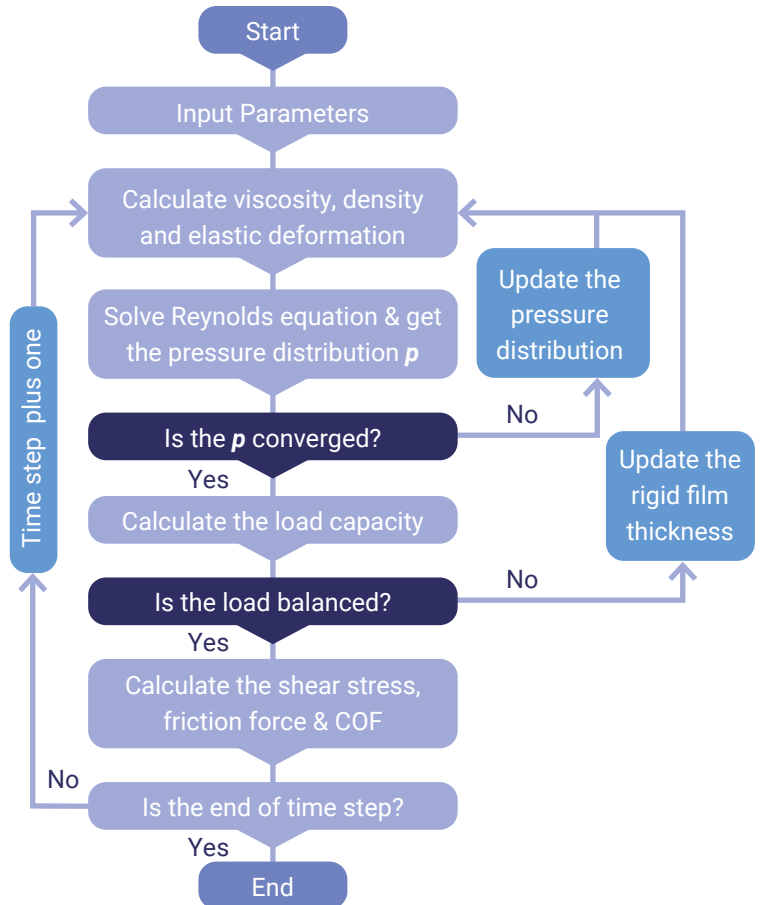 Start
Input Parameters
Calculate viscosity, density
and elastic deformation
Update the
pressure
distribution
Solve Reynolds equation & get
the pressure distribution p
Time step plus one
Is the p converged?
No
Yes
Update the
rigid film
thickness
Calculate the load capacity
Is the load balanced?
No
Yes
Calculate the shear stress,
friction force & COF
No
Is the end of time step?
Yes
End